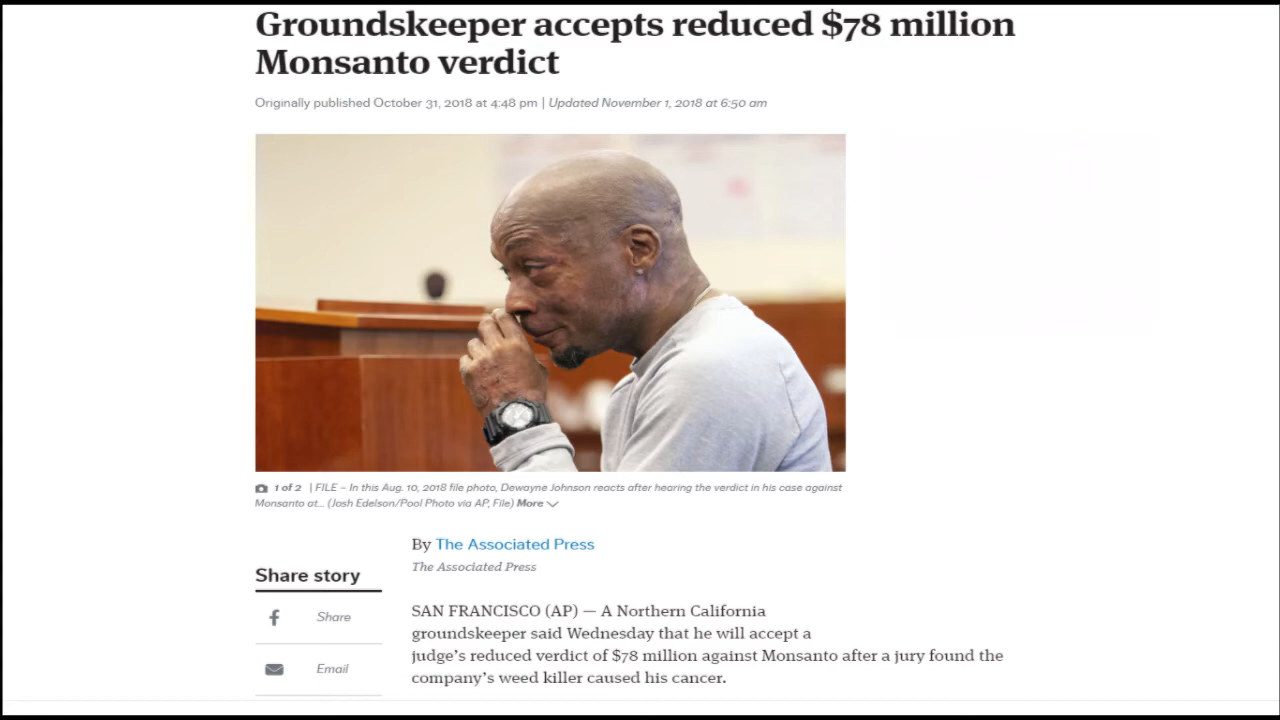 Groundskeeper accepts reduced $78 million
Monsanto verdict
Originally published October 31, 2018 at 4:48 pm | Updated November 1, 2018 at 6:50 am
1 of 2 | FILE – In this Aug. 10, 2018 file photo, Dewayne Johnson reacts after hearing the verdict in his case against
Monsanto at... (Josh Edelson/Pool Photo via AP, File) More
By The Associated Press
The Associated Press
Share story
Share
Email
SAN FRANCISCO (AP) — A Northern California
groundskeeper said Wednesday that he will accept a
judge's reduced verdict of $78 million against Monsanto after a jury found the
company's weed killer caused his cancer.